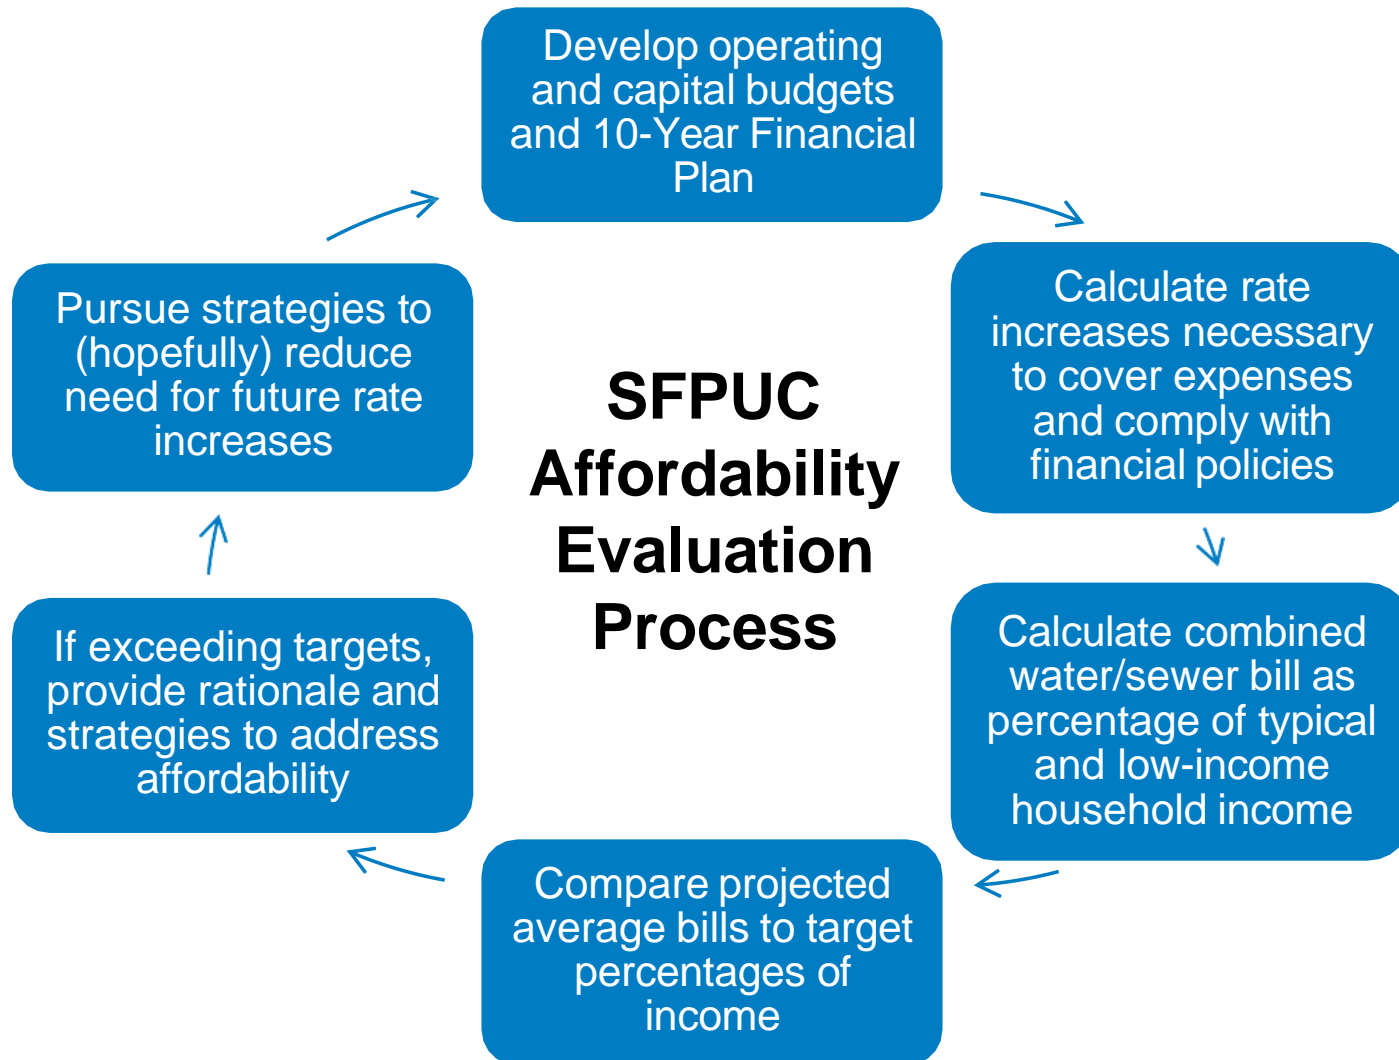 Develop operating
and capital budgets
and 10-Year Financial
Plan
Calculate rate
increases necessary
to cover expenses
and comply with
financial policies
Calculate combined
water/sewer bill as
percentage of typical
and low-income
household income
Compare projected
average bills to target
percentages of
income
If exceeding targets,
provide rationale and
strategies to address
affordability
Pursue strategies to
(hopefully) reduce
need for future rate
increases
SFPUC
Affordability
Evaluation
Process